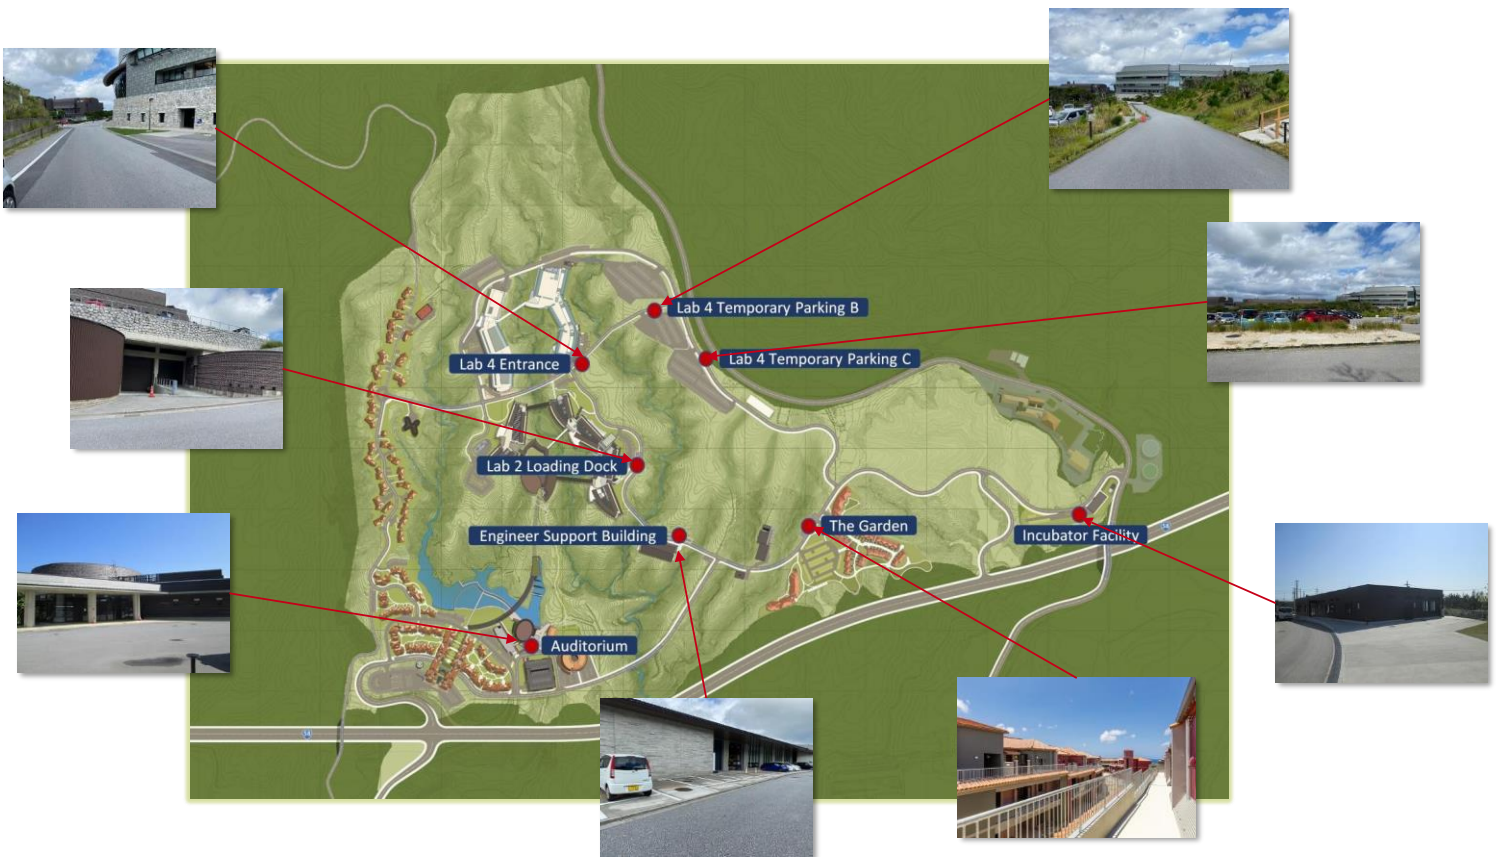 Lab 4 Temporary Parking B
Lab 4 Temporary Parking C
Lab 4 Entrance
Lab 2 Loading Dock
Engineer Support Building
The Garden
Incubator Facility
Auditorium